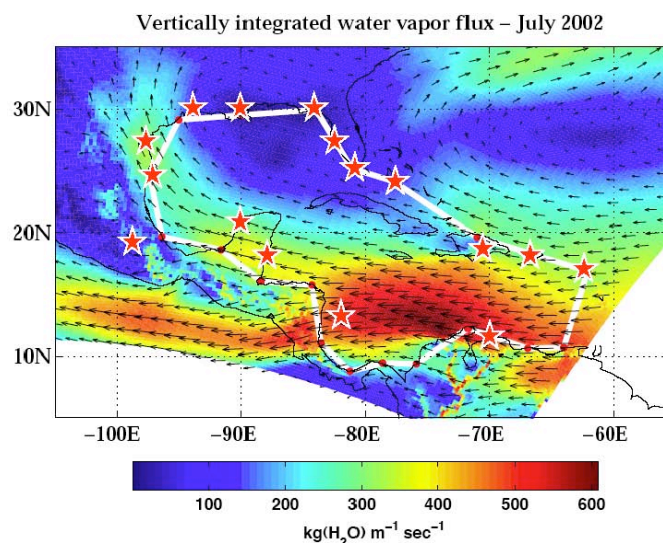 Vertically integrated water vapor flux – July 2002
30N
20N
10N
−100E −90E −80E −70E −60E
100 200 300 400 500 600
kg(H₂O) m⁻¹ sec⁻¹